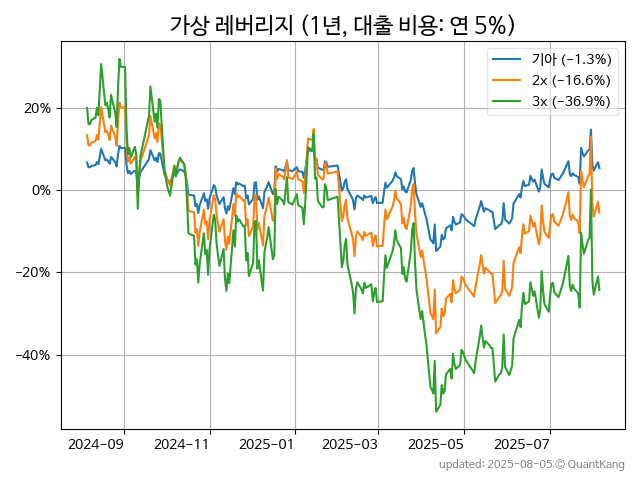 가상 레버리지 (1년, 대출 비용: 연 5%)
기아 (−1.3%)
2x (−16.6%)
3x (−36.9%)
20%
0%
−20%
−40%
2024-09 2024-11 2025-01 2025-03 2025-05 2025-07
updated: 2025-08-05 © QuantKang